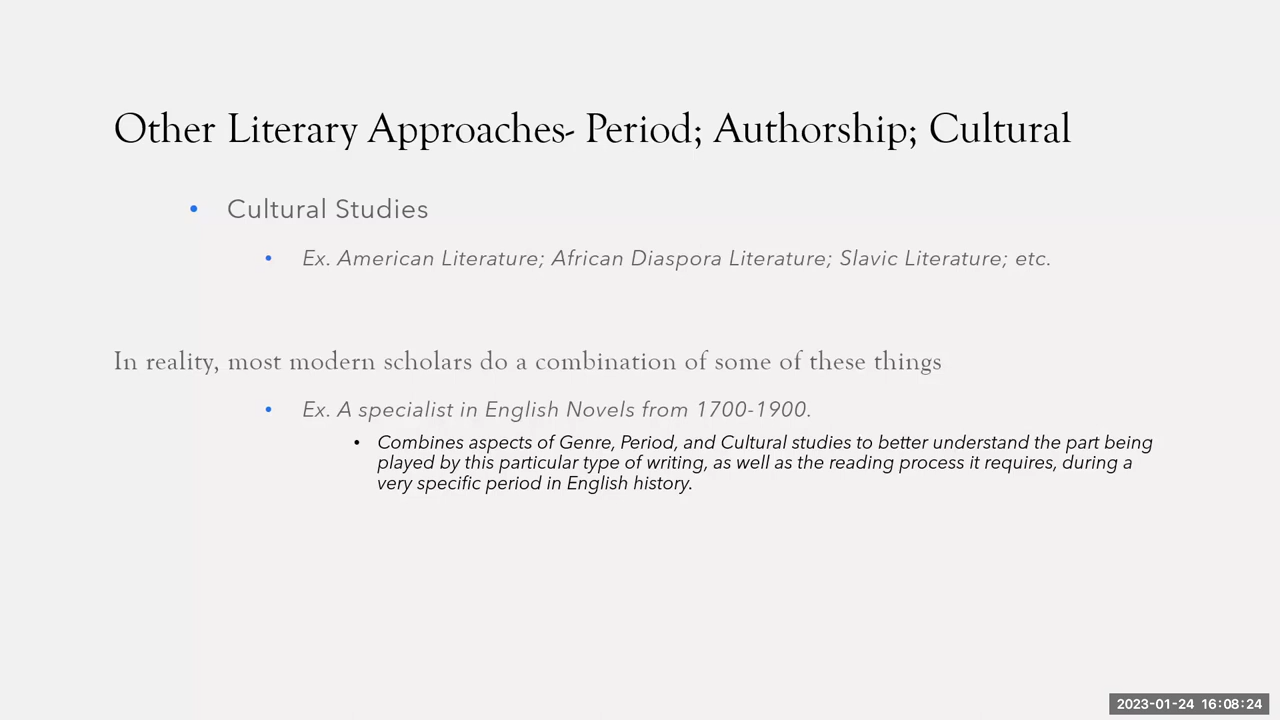 Other Literary Approaches- Period; Authorship; Cultural
• Cultural Studies
• Ex. American Literature; African Diaspora Literature; Slavic Literature; etc.
In reality, most modern scholars do a combination of some of these things
• Ex. A specialist in English Novels from 1700-1900.
• Combines aspects of Genre, Period, and Cultural studies to better understand the part being
played by this particular type of writing, as well as the reading process it requires, during a
very specific period in English history.
2023-01-24 16:08:24